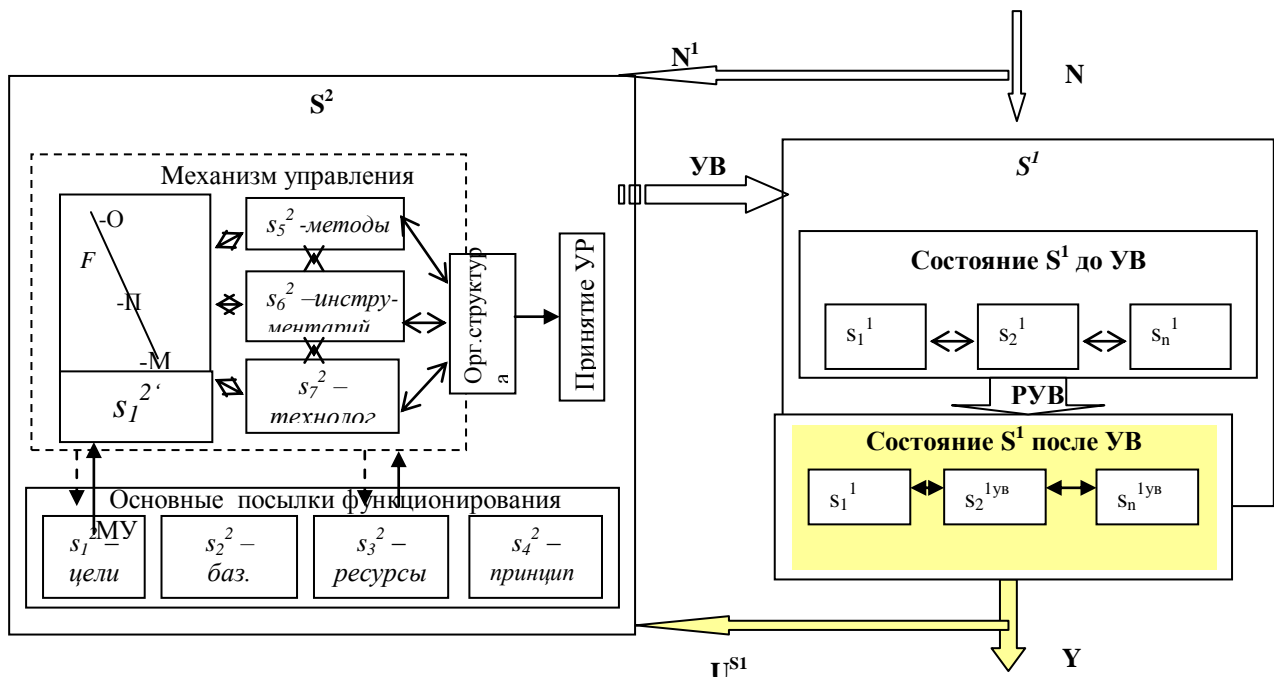 N¹
N
S²
УВ
S¹
Механизм управления
-О
F
-П
-М
s₁²‘
s₅² -методы
s₆² –инстру-
ментарий
s₇² –
технолог
Орг.структур
а
Принятие УР
Состояние S¹ до УВ
s₁¹
s₂¹
sₙ¹
РУВ
Состояние S¹ после УВ
s₁¹
s₂¹ув
sₙ¹ув
Основные посылки функционирования
МУ
s₁² –
цели
s₂² –
баз.
s₃² –
ресурсы
s₄² –
принцип
U^S1
Y